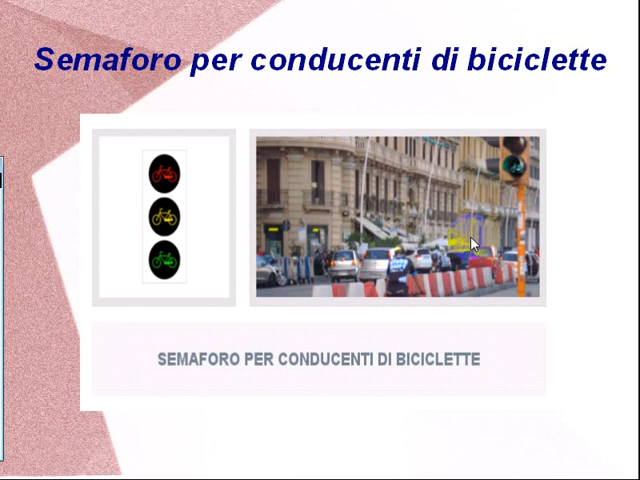 Semaforo per conducenti di biciclette
SEMAFORO PER CONDUCENTI DI BICICLETTE